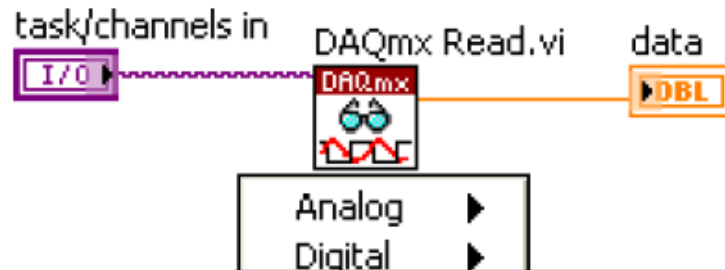 task/channels in
DAQmx Read.vi
data
I/O
DAQmx
DBL
Analog
Digital